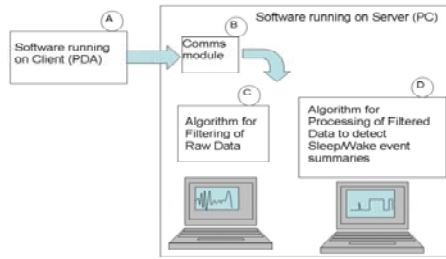 Software running on Server (PC)
A
Software running
on Client (PDA)
B
Comms
module
C
Algorithm for
Filtering of
Raw Data
D
Algorithm for
Processing of Filtered
Data to detect
Sleep/Wake event
summaries